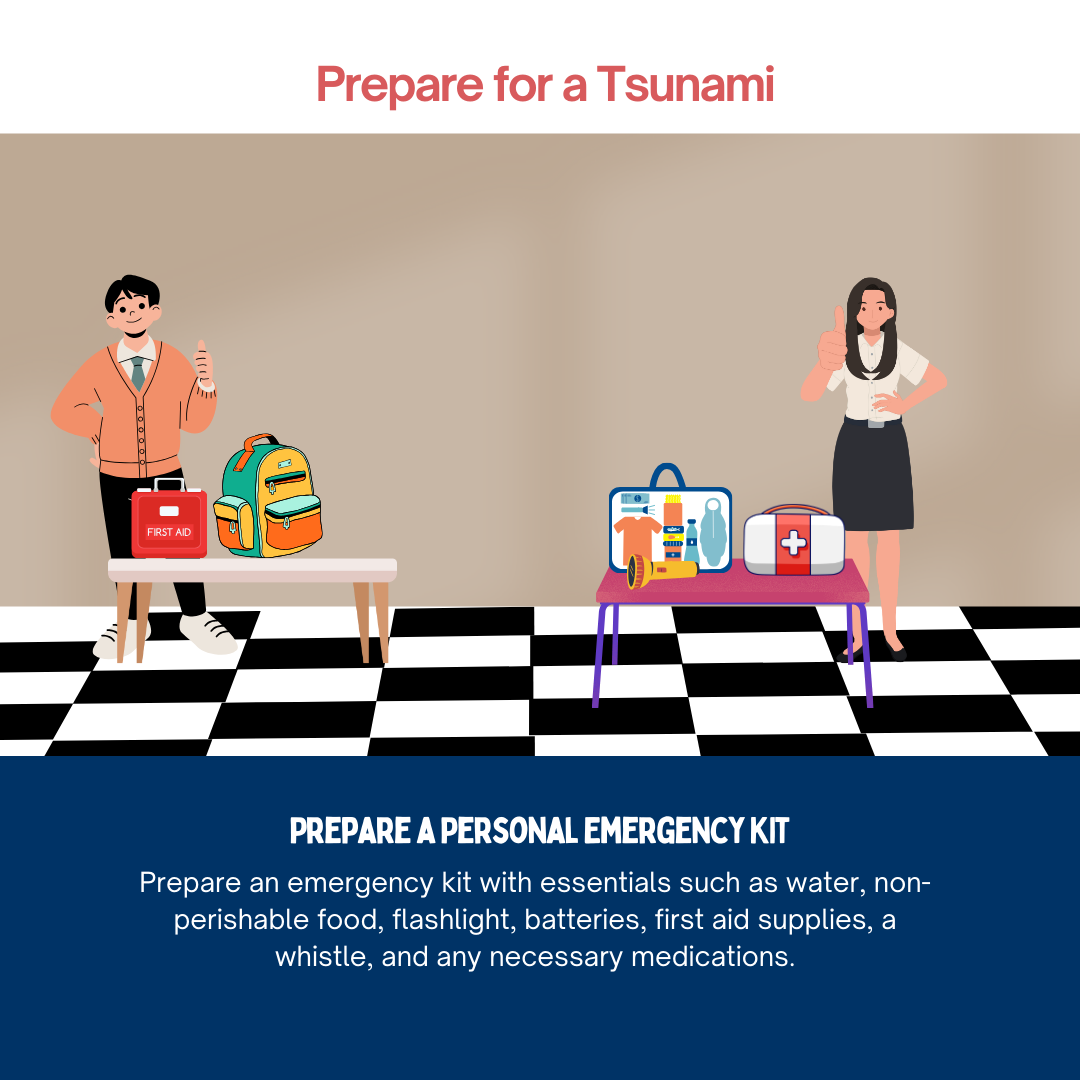 Prepare for a Tsunami
FIRST AID
PREPARE A PERSONAL EMERGENCY KIT
Prepare an emergency kit with essentials such as water, non-
perishable food, flashlight, batteries, first aid supplies, a
whistle, and any necessary medications.